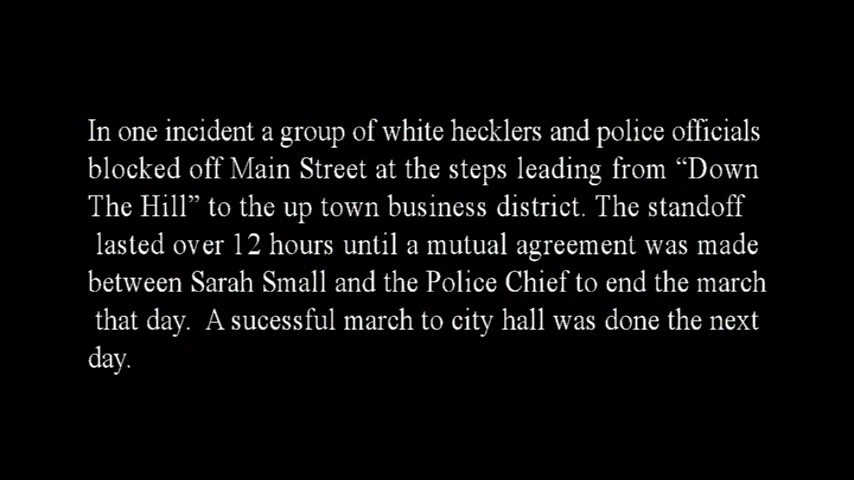 In one incident a group of white hecklers and police officials
blocked off Main Street at the steps leading from “Down
The Hill” to the up town business district. The standoff
lasted over 12 hours until a mutual agreement was made
between Sarah Small and the Police Chief to end the march
that day.  A sucessful march to city hall was done the next
day.